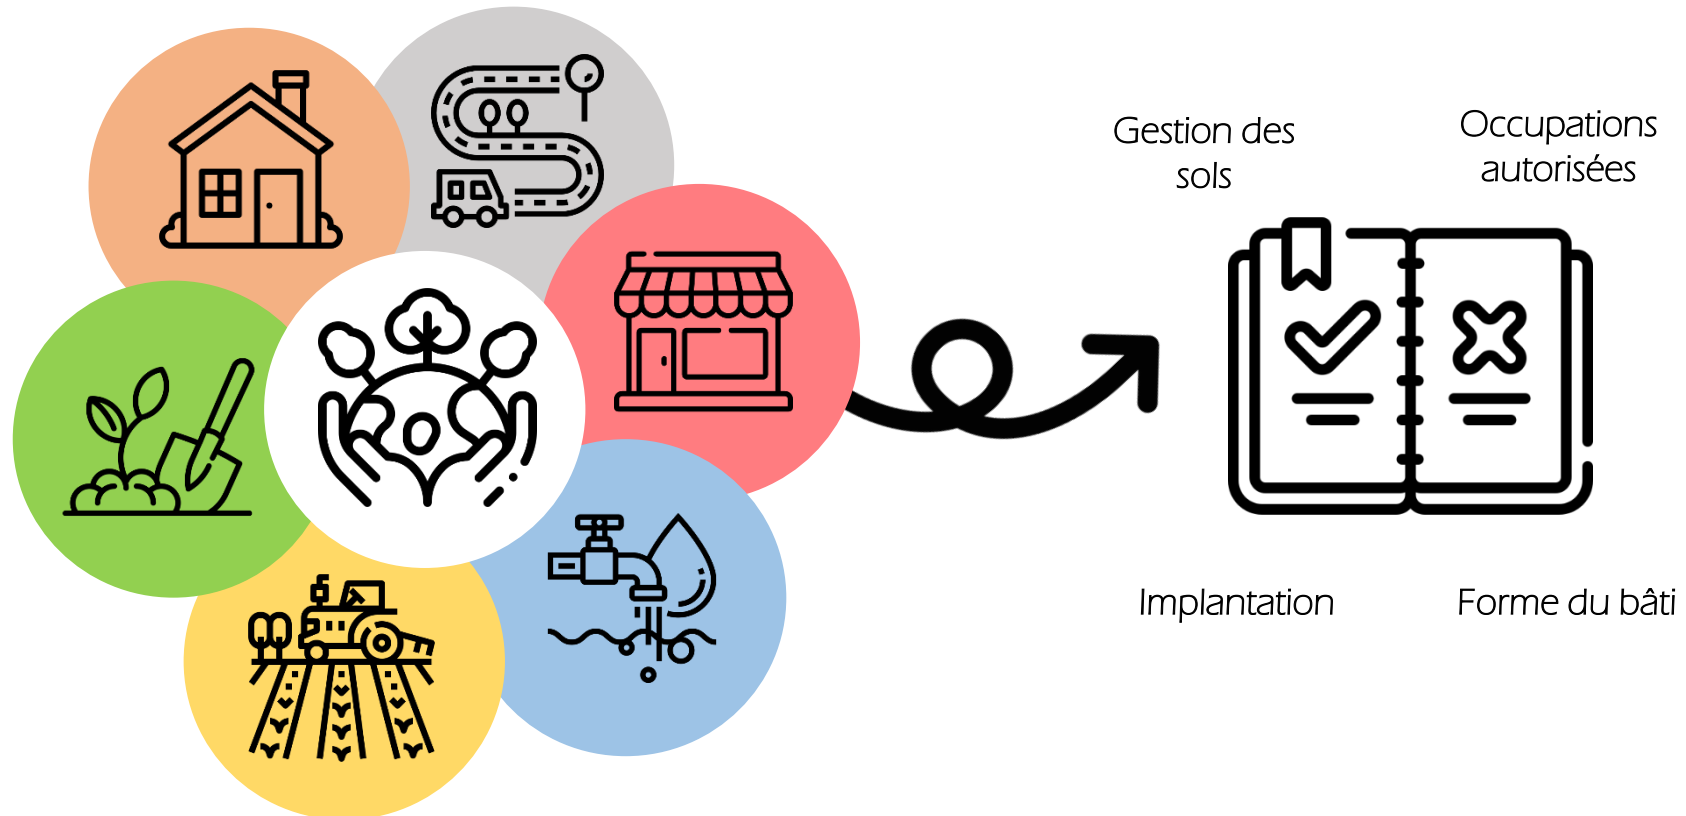 Gestion des
sols
Occupations
autorisées
Implantation
Forme du bâti